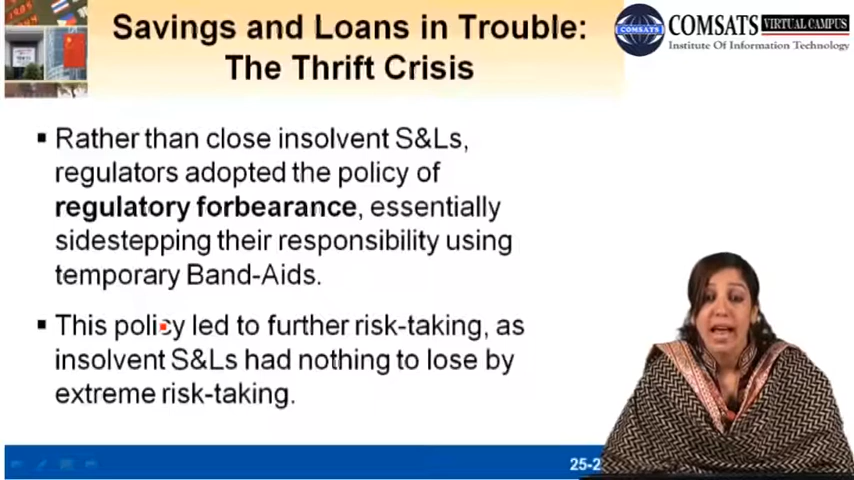 Savings and Loans in Trouble:
The Thrift Crisis
COMSATS VIRTUAL CAMPUS
Institute Of Information Technology
COMSATS
▪ Rather than close insolvent S&Ls,
regulators adopted the policy of
regulatory forbearance, essentially
sidestepping their responsibility using
temporary Band-Aids.
▪ This policy led to further risk-taking, as
insolvent S&Ls had nothing to lose by
extreme risk-taking.
25-2